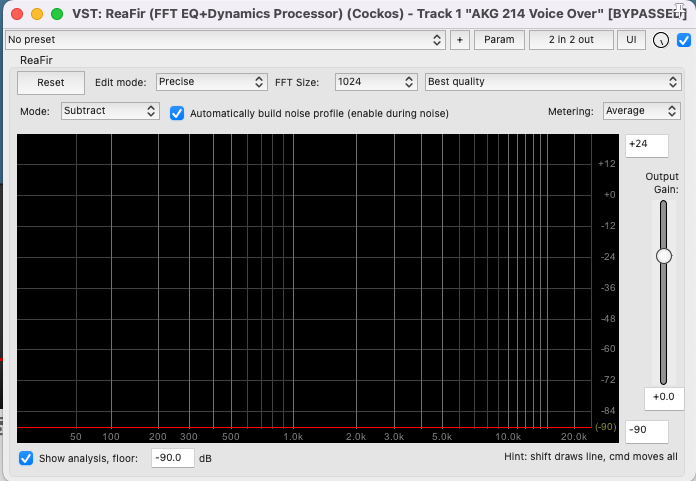 VST: ReaFir (FFT EQ+Dynamics Processor) (Cockos) - Track 1 "AKG 214 Voice Over" [BYPASSED]
No preset + Param 2 in 2 out UI
ReaFir
Reset Edit mode: Precise FFT Size: 1024 Best quality
Mode: Subtract Automatically build noise profile (enable during noise) Metering: Average
+24
+12
Output
Gain:
+0
-12
-24
-36
-48
-60
-72
+0.0
-84
(-90) -90
50 100 200 300 500 1.0k 2.0k 3.0k 5.0k 10.0k 20.0k
Show analysis, floor: -90.0 dB Hint: shift draws line, cmd moves all